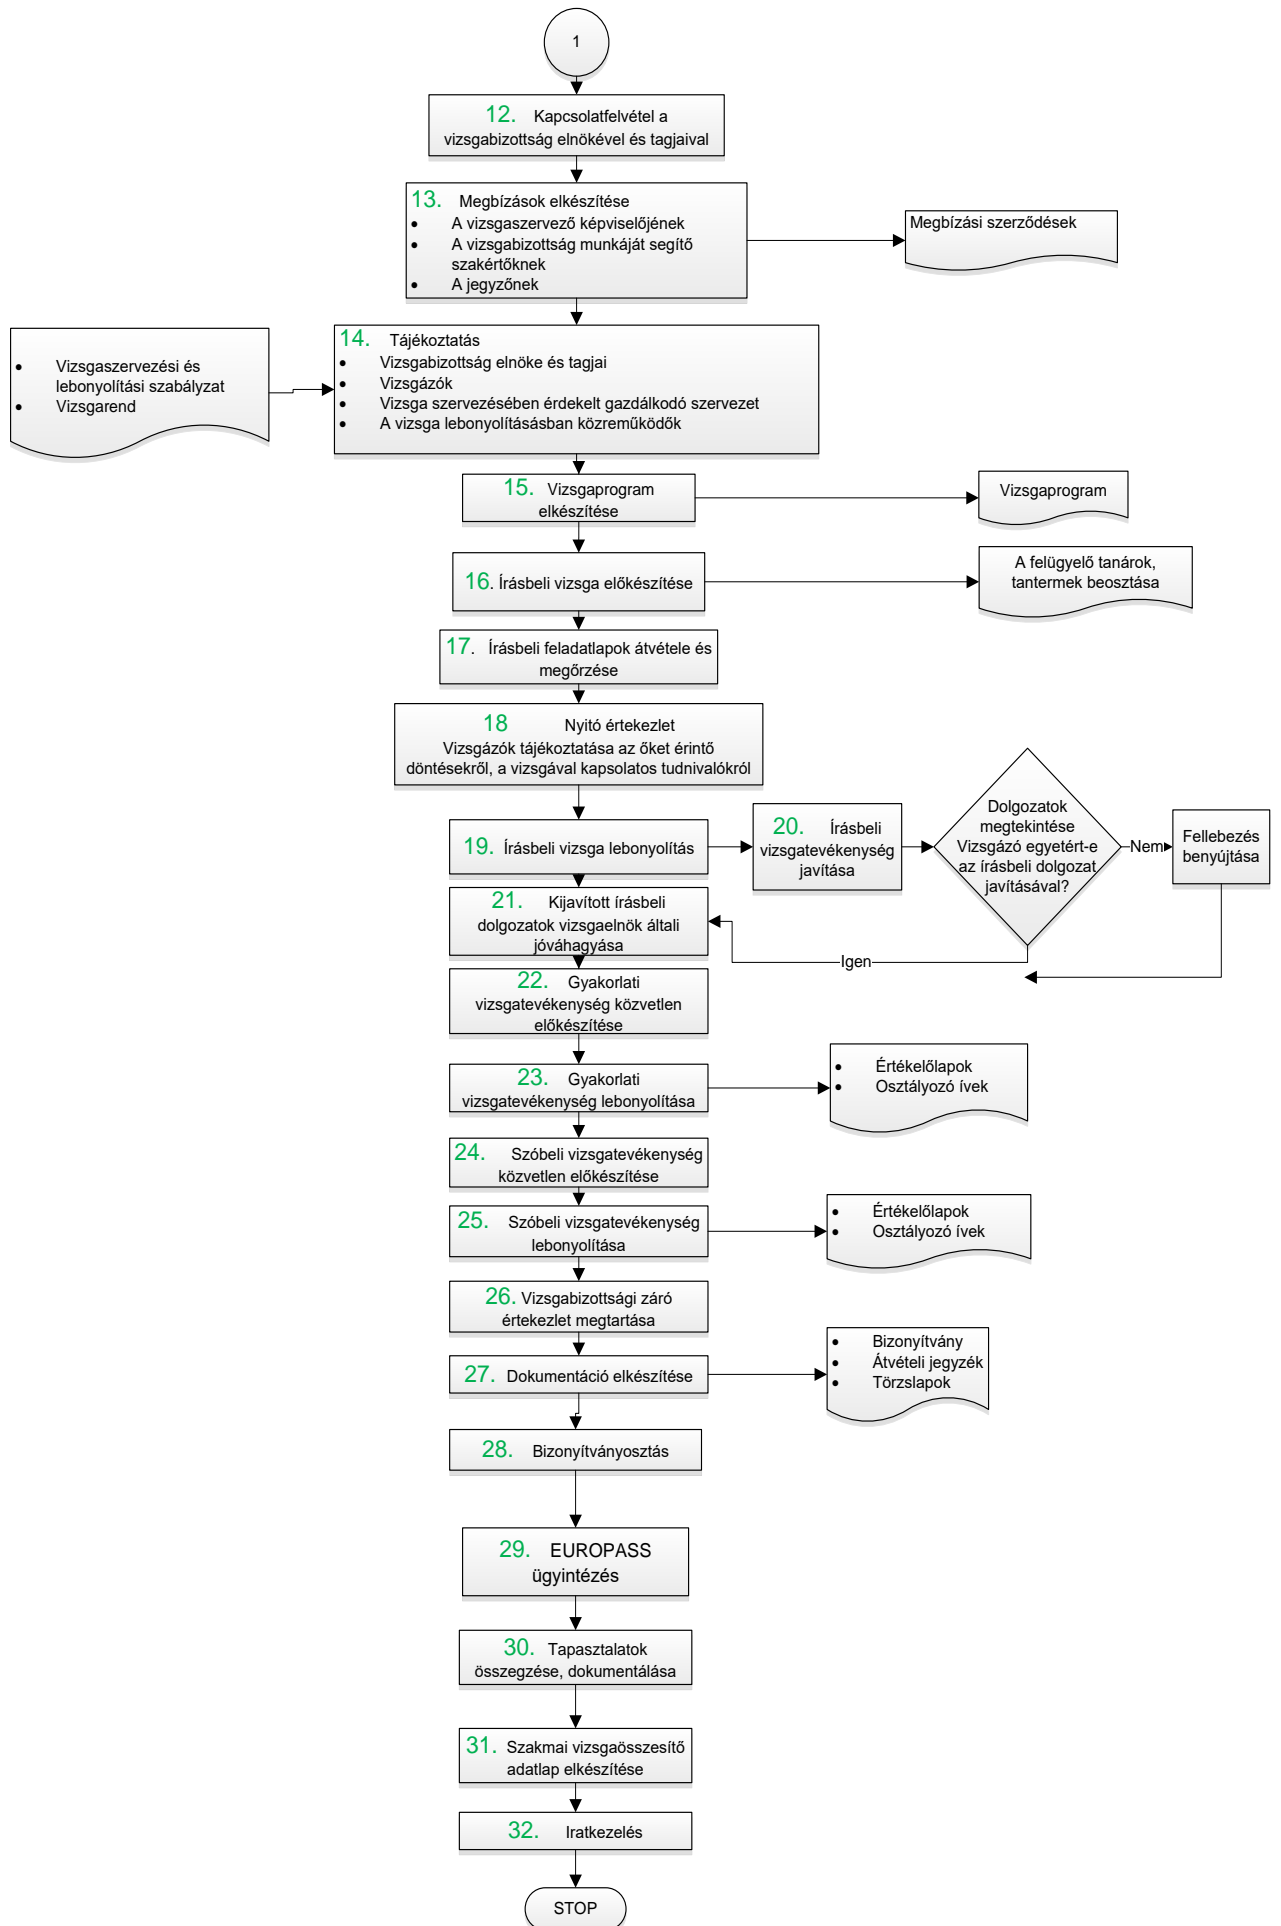 1
12. Kapcsolatfelvétel a
vizsgabizottság elnökével és tagjaival
13. Megbízások elkészítése
• A vizsgaszervező képviselőjének
• A vizsgabizottság munkáját segítő
szakértőknek
• A jegyzőnek
Megbízási szerződések
• Vizsgaszervezési és
lebonyolítási szabályzat
• Vizsgarend
14. Tájékoztatás
• Vizsgabizottság elnöke és tagjai
• Vizsgázók
• Vizsga szervezésében érdekelt gazdálkodó szervezet
• A vizsga lebonyolításásban közreműködők
15. Vizsgaprogram
elkészítése
Vizsgaprogram
16. Írásbeli vizsga előkészítése
A felügyelő tanárok,
tantermek beosztása
17. Írásbeli feladatlapok átvétele és
megőrzése
18 Nyitó értekezlet
Vizsgázók tájékoztatása az őket érintő
döntésekről, a vizsgával kapcsolatos tudnivalókról
19. Írásbeli vizsga lebonyolítás
20. Írásbeli
vizsgatevékenység
javítása
Dolgozatok
megtekintése
Vizsgázó egyetért-e
az írásbeli dolgozat
javításával?
Nem
Fellebezés
benyújtása
Igen
21. Kijavított írásbeli
dolgozatok vizsgaelnök általi
jóváhagyása
22. Gyakorlati
vizsgatevékenység közvetlen
előkészítése
23. Gyakorlati
vizsgatevékenység lebonyolítása
• Értékelőlapok
• Osztályozó ívek
24. Szóbeli vizsgatevékenység
közvetlen előkészítése
25. Szóbeli vizsgatevékenység
lebonyolítása
• Értékelőlapok
• Osztályozó ívek
26. Vizsgabizottsági záró
értekezlet megtartása
27. Dokumentáció elkészítése
• Bizonyítvány
• Átvételi jegyzék
• Törzslapok
28. Bizonyítványosztás
29. EUROPASS
ügyintézés
30. Tapasztalatok
összegzése, dokumentálása
31. Szakmai vizsgaösszesítő
adatlap elkészítése
32. Iratkezelés
STOP